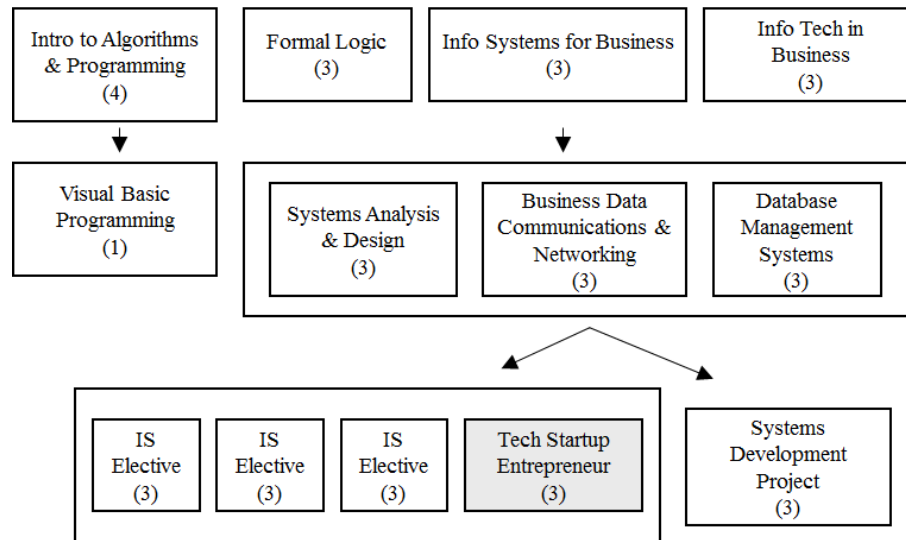 Intro to Algorithms
& Programming
(4)
Formal Logic
(3)
Info Systems for Business
(3)
Info Tech in
Business
(3)
Visual Basic
Programming
(1)
Systems Analysis
& Design
(3)
Business Data
Communications &
Networking
(3)
Database
Management
Systems
(3)
IS
Elective
(3)
IS
Elective
(3)
IS
Elective
(3)
Tech Startup
Entrepreneur
(3)
Systems
Development
Project
(3)